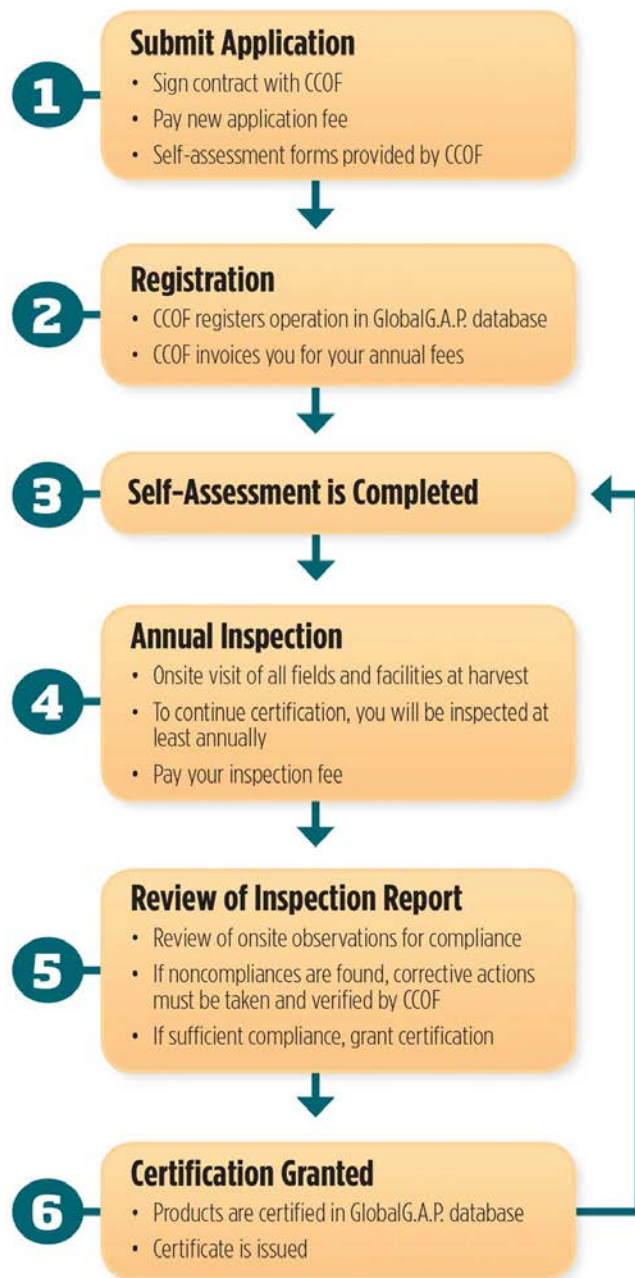 1
Submit Application
• Sign contract with CCOF
• Pay new application fee
• Self-assessment forms provided by CCOF
2
Registration
• CCOF registers operation in GlobalG.A.P. database
• CCOF invoices you for your annual fees
3
Self-Assessment is Completed
4
Annual Inspection
• Onsite visit of all fields and facilities at harvest
• To continue certification, you will be inspected at
least annually
• Pay your inspection fee
5
Review of Inspection Report
• Review of onsite observations for compliance
• If noncompliances are found, corrective actions
must be taken and verified by CCOF
• If sufficient compliance, grant certification
6
Certification Granted
• Products are certified in GlobalG.A.P. database
• Certificate is issued